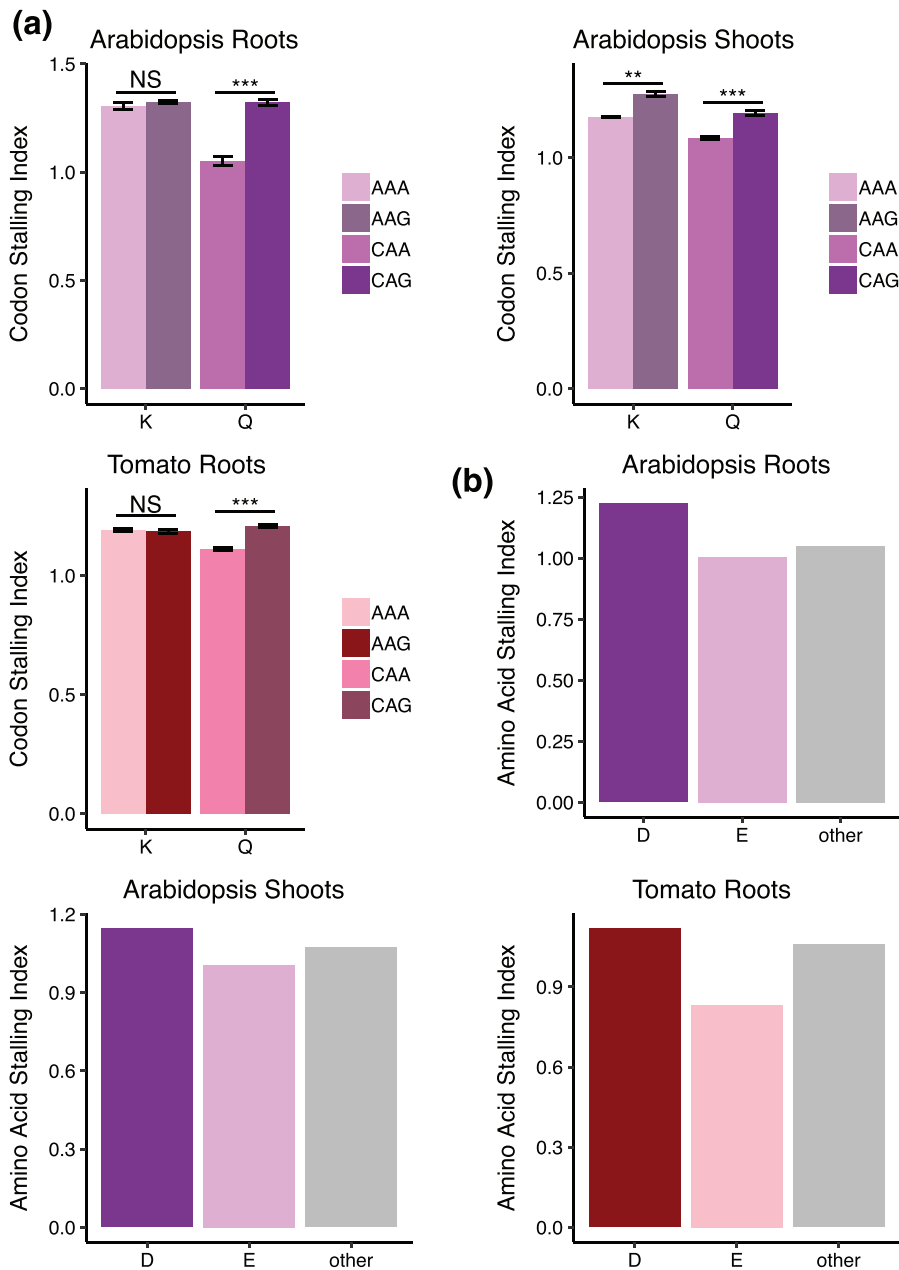 (a)
Arabidopsis Roots
Codon Stalling Index
1.5
1.0
0.5
0.0
NS
***
K
Q
AAA
AAG
CAA
CAG
Arabidopsis Shoots
Codon Stalling Index
1.0
0.5
0.0
**
***
K
Q
AAA
AAG
CAA
CAG
Tomato Roots
Codon Stalling Index
1.0
0.5
0.0
NS
***
K
Q
AAA
AAG
CAA
CAG
(b)
Arabidopsis Roots
Amino Acid Stalling Index
1.25
1.00
0.75
0.50
0.25
0.00
D
E
other
Arabidopsis Shoots
Amino Acid Stalling Index
1.2
0.9
0.6
0.3
0.0
D
E
other
Tomato Roots
Amino Acid Stalling Index
0.9
0.6
0.3
0.0
D
E
other